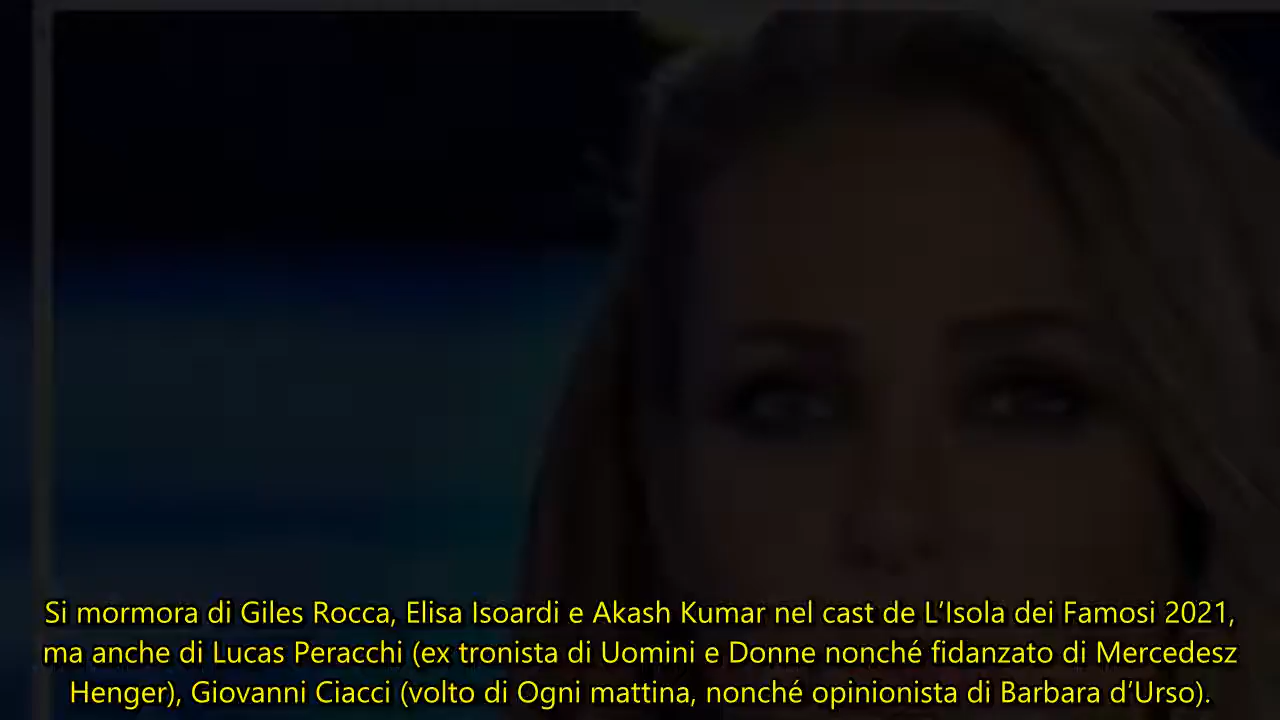 Si mormora di Giles Rocca, Elisa Isoardi e Akash Kumar nel cast de L’Isola dei Famosi 2021,
ma anche di Lucas Peracchi (ex tronista di Uomini e Donne nonché fidanzato di Mercedesz
Henger), Giovanni Ciacci (volto di Ogni mattina, nonché opinionista di Barbara d’Urso).